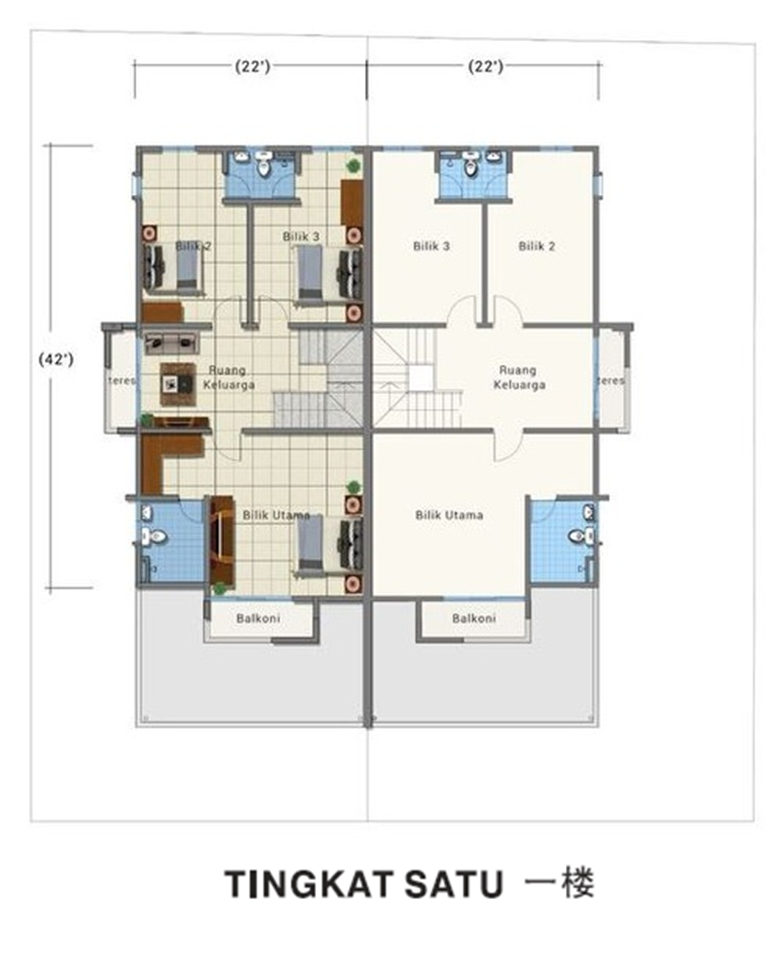 (22') (22')
Bilik 2 Bilik 3 Bilik 3 Bilik 2
(42')
teres Ruang Keluarga Ruang Keluarga teres
Bilik Utama Bilik Utama
Balkoni Balkoni
TINGKAT SATU 一楼